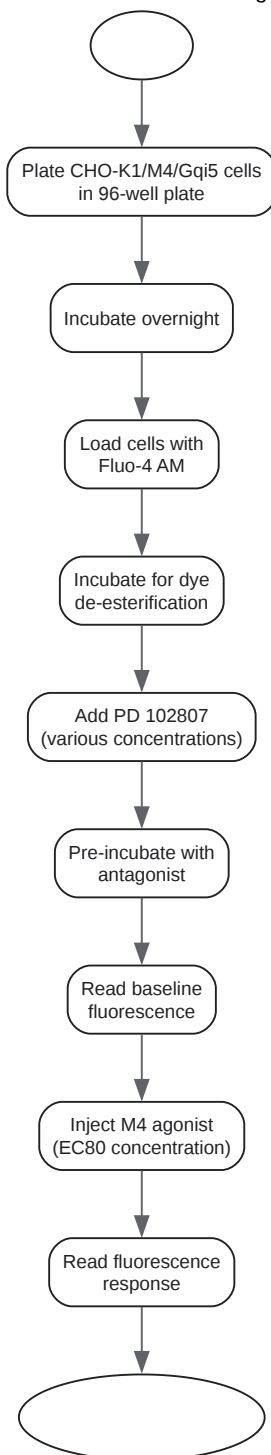 Plate CHO-K1/M4/Gqi5 cells
in 96-well plate
Incubate overnight
Load cells with
Fluo-4 AM
Incubate for dye
de-esterification
Add PD 102807
(various concentrations)
Pre-incubate with
antagonist
Read baseline
fluorescence
Inject M4 agonist
(EC80 concentration)
Read fluorescence
response